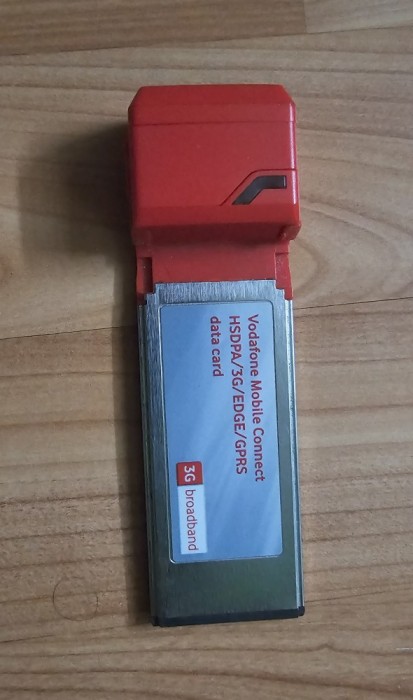 Vodafone Mobile Connect
HSDPA/3G/EDGE/GPRS
data card
3G broadband